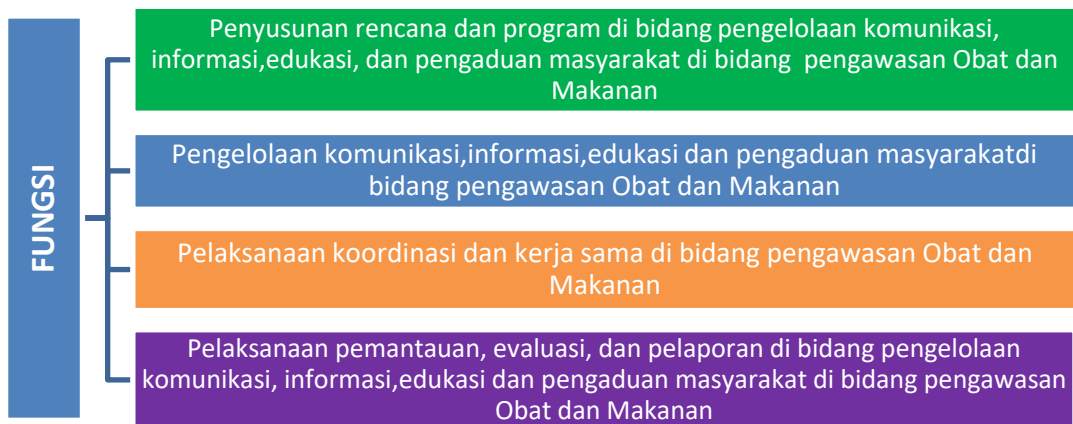 FUNGSI
Penyusunan rencana dan program di bidang pengelolaan komunikasi,
informasi,edukasi, dan pengaduan masyarakat di bidang pengawasan Obat dan
Makanan
Pengelolaan komunikasi,informasi,edukasi dan pengaduan masyarakatdi
bidang pengawasan Obat dan Makanan
Pelaksanaan koordinasi dan kerja sama di bidang pengawasan Obat dan
Makanan
Pelaksanaan pemantauan, evaluasi, dan pelaporan di bidang pengelolaan
komunikasi, informasi,edukasi dan pengaduan masyarakat di bidang pengawasan
Obat dan Makanan